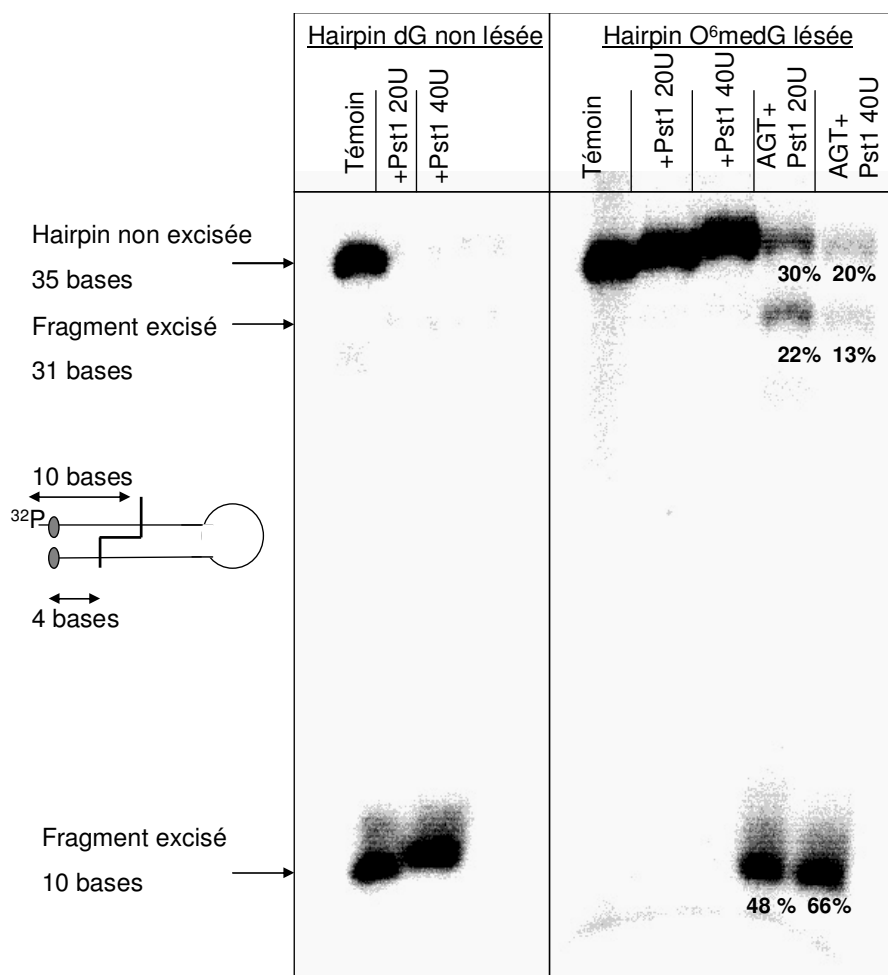 Hairpin dG non lésée
Hairpin O⁶medG lésée
Témoin
+Pst1 20U
+Pst1 40U
Témoin
+Pst1 20U
+Pst1 40U
AGT+
Pst1 20U
AGT+
Pst1 40U
Hairpin non excisée
35 bases
30% 20%
Fragment excisé
31 bases
22% 13%
10 bases
³²P
4 bases
Fragment excisé
10 bases
48 % 66%